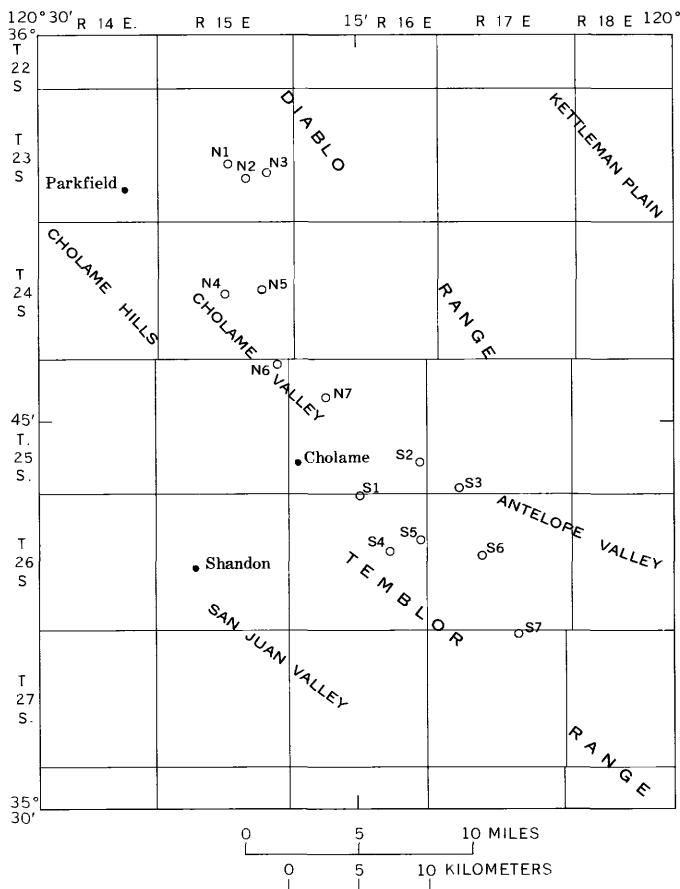 120° 30′ R 14 E. R 15 E 15′ R 16 E R 17 E R 18 E 120°
36°
T
22
S
DIABLO
KETTLEMAN PLAIN
T
23
S
N1
N2
N3
Parkfield
CHOLAME HILLS
T
24
S
N4
N5
CHOLAME VALLEY
RANGE
N6
N7
45′
T.
25
S.
Cholame
S2
S3
S1
ANTELOPE VALLEY
T
26
S
S5
S4
S6
Shandon
TEMBLOR
SAN JUAN VALLEY
S7
T
27
S.
RANGE
35°
30′
0 5 10 MILES
0 5 10 KILOMETERS